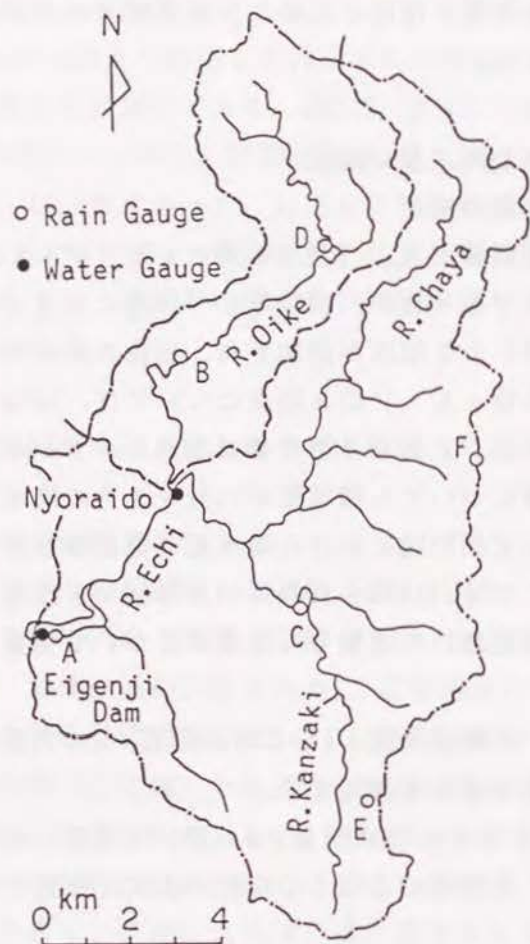 N
Rain Gauge
Water Gauge
D
R. Oike
R. Chaya
B
F
Nyoraido
R. Echi
C
A
Eigenji
Dam
R. Kanzaki
E
km
0 2 4